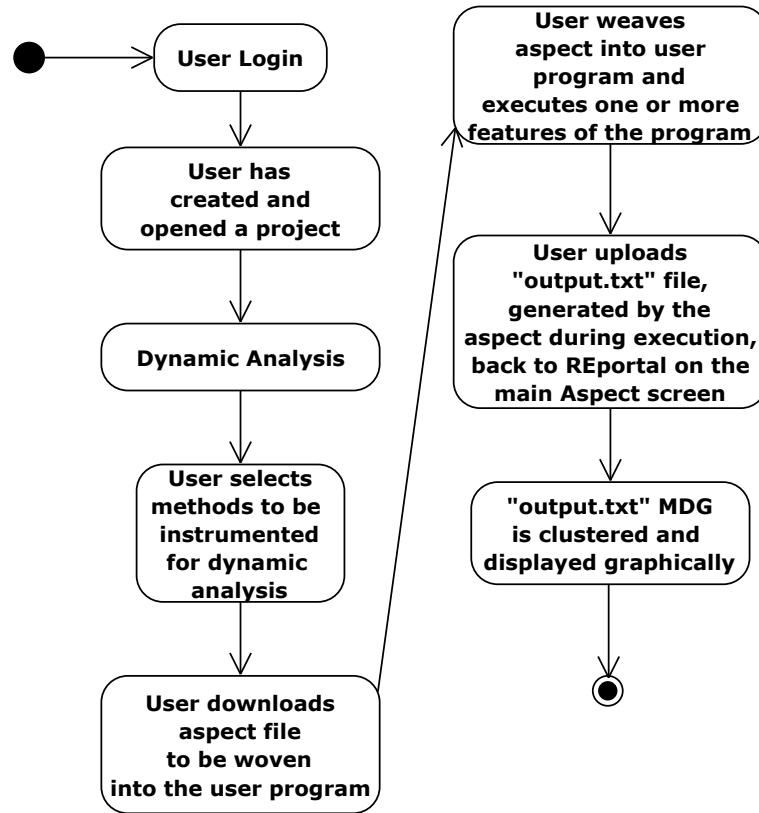 User Login
User has
created and
opened a project
Dynamic Analysis
User selects
methods to be
instrumented
for dynamic
analysis
User downloads
aspect file
to be woven
into the user program
User weaves
aspect into user
program and
executes one or more
features of the program
User uploads
"output.txt" file,
generated by the
aspect during execution,
back to REportal on the
main Aspect screen
"output.txt" MDG
is clustered and
displayed graphically